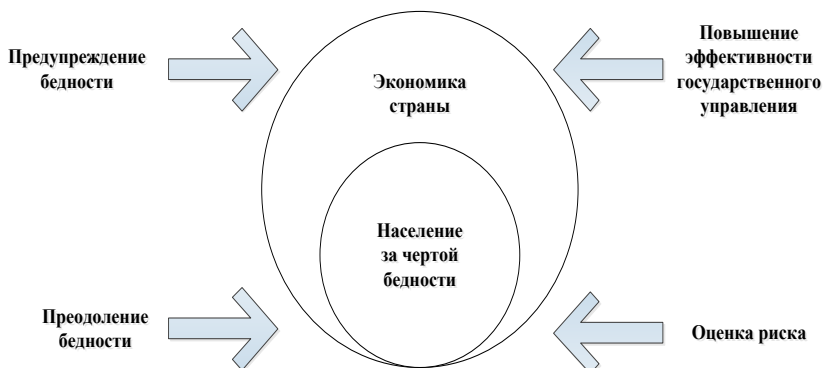 Предупреждение
бедности
Экономика
страны
Повышение
эффективности
государственного
управления
Население
за чертой
бедности
Преодоление
бедности
Оценка риска